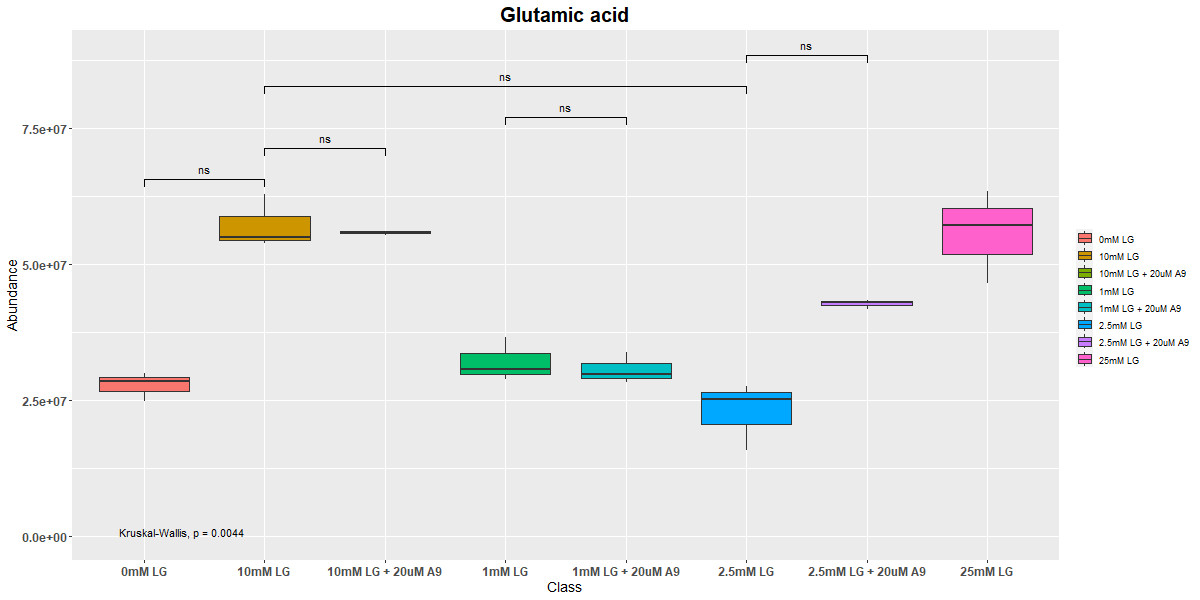 Glutamic acid
ns
ns
ns
ns
ns
7.5e+07
5.0e+07
2.5e+07
0.0e+00
Abundance
Kruskal-Wallis, p = 0.0044
0mM LG
10mM LG
10mM LG + 20uM A9
1mM LG
1mM LG + 20uM A9
2.5mM LG
2.5mM LG + 20uM A9
25mM LG
Class
0mM LG
10mM LG
10mM LG + 20uM A9
1mM LG
1mM LG + 20uM A9
2.5mM LG
2.5mM LG + 20uM A9
25mM LG